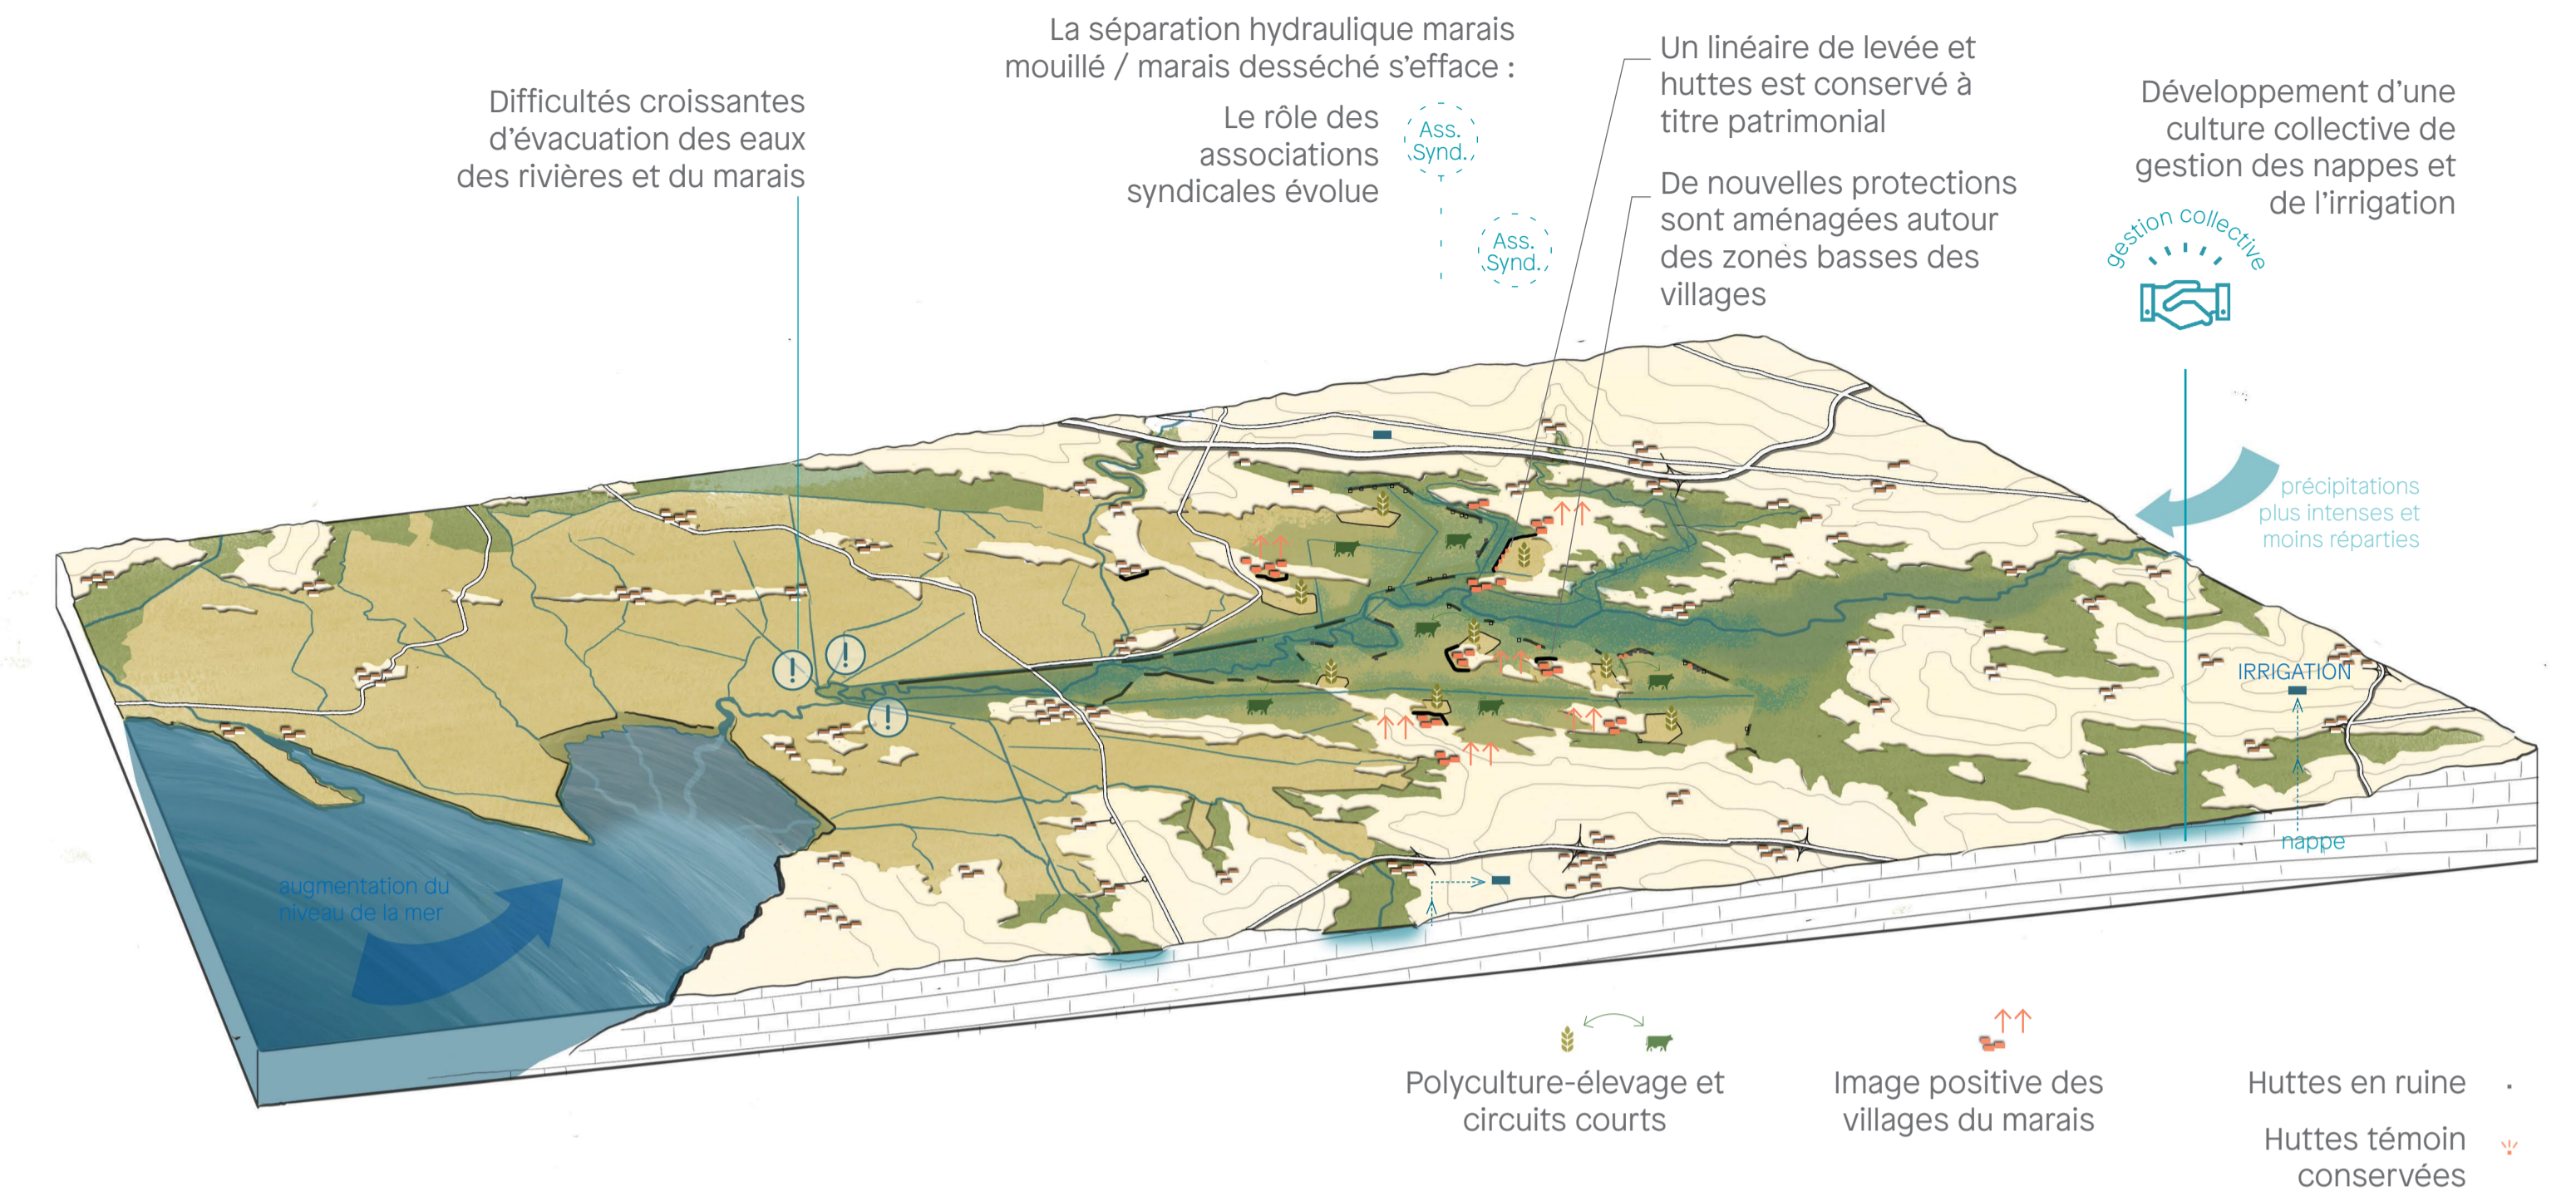 La séparation hydraulique marais
mouillé / marais desséché s'efface :
Le rôle des
associations
syndicales évolue
Ass.
Synd.
Ass.
Synd.
Difficultés croissantes
d'évacuation des eaux
des rivières et du marais
Un linéaire de levée et
huttes est conservé à
titre patrimonial
De nouvelles protections
sont aménagées autour
des zones basses des
villages
Développement d'une
culture collective de
gestion des nappes et
de l'irrigation
gestion collective
précipitations
plus intenses et
moins réparties
!
!
!
IRRIGATION
nappe
augmentation du
niveau de la mer
Polyculture-élevage et
circuits courts
Image positive des
villages du marais
Huttes en ruine
Huttes témoin
conservées